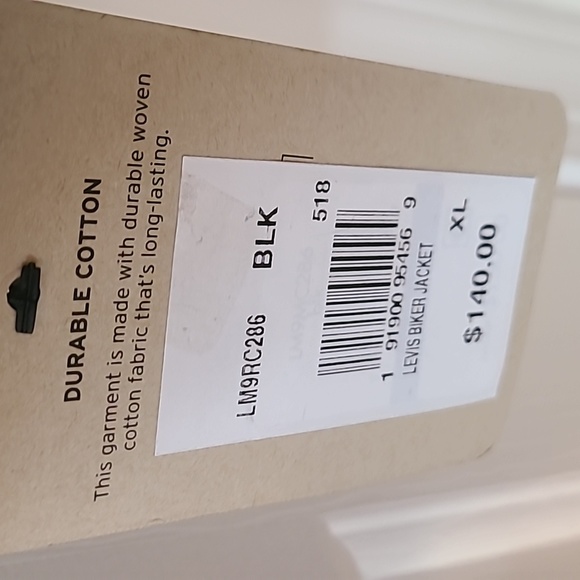 DURABLE COTTON
This garment is made with durable woven
cotton fabric that's long-lasting.
LM9RC286 BLK
518
1 91900 95456 9
LEVIS BIKER JACKET
XL
$140.00